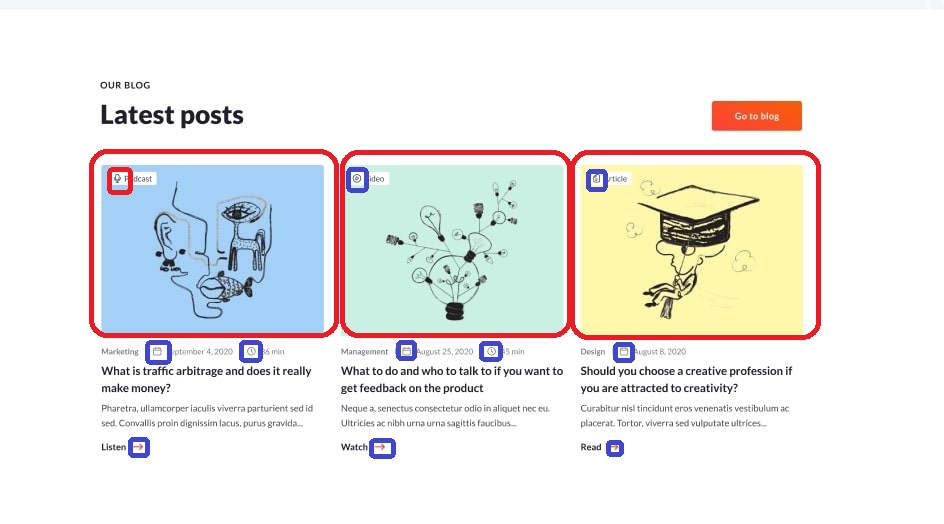 OUR BLOG
Latest posts
Go to blog
Podcast
Video
Article
Marketing
September 4, 2020
36 min
What is traffic arbitrage and does it really
make money?
Pharetra, ullamcorper iaculis viverra parturient sed id
sed. Convallis proin dignissim lacus, purus gravida...
Listen
Management
August 25, 2020
45 min
What to do and who to talk to if you want to
get feedback on the product
Neque a, senectus consectetur odio in aliquet nec eu.
Ultricies ac nibh urna urna sagittis faucibus...
Watch
Design
August 8, 2020
Should you choose a creative profession if
you are attracted to creativity?
Curabitur nisl tincidunt eros venenatis vestibulum ac
placerat. Tortor, viverra sed vulputate ultrices...
Read